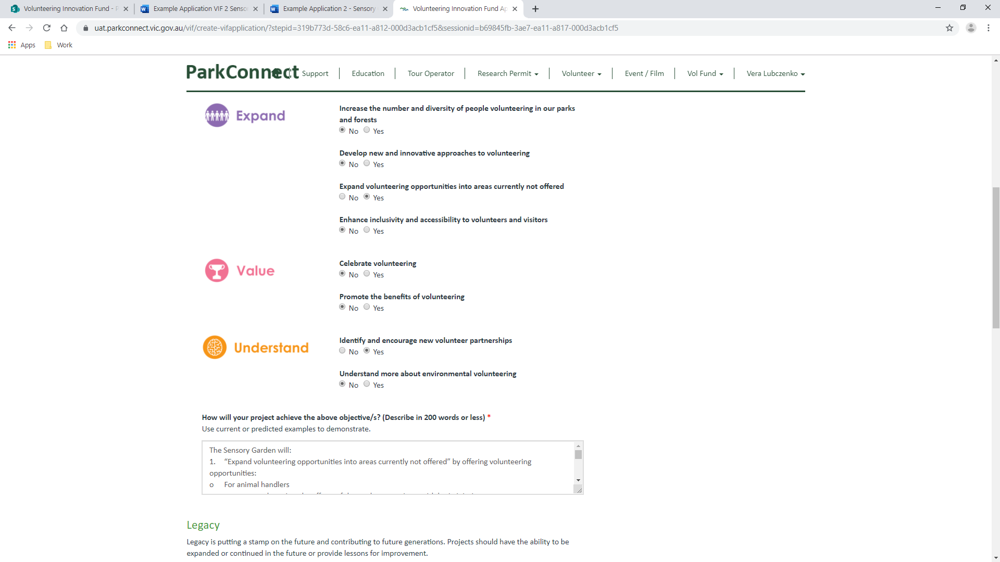 Volunteering Innovation Fund - P
Example Application VIF 2 Senso
Example Application 2 - Sensory
Volunteering Innovation Fund Ap
uat.parkconnect.vic.gov.au/vif/create-vifapplication/?stepid=319b773d-58c6-ea11-a812-000d3acb1cf5&sessionid=b69845fb-3ae7-ea11-a817-000d3acb1cf5
Apps Work
ParkConnect Support Education Tour Operator Research Permit Volunteer Event / Film Vol Fund Vera Lubczenko
Expand
Increase the number and diversity of people volunteering in our parks
and forests
No Yes
Develop new and innovative approaches to volunteering
No Yes
Expand volunteering opportunities into areas currently not offered
No Yes
Enhance inclusivity and accessibility to volunteers and visitors
No Yes
Value
Celebrate volunteering
No Yes
Promote the benefits of volunteering
No Yes
Understand
Identify and encourage new volunteer partnerships
No Yes
Understand more about environmental volunteering
No Yes
How will your project achieve the above objective/s? (Describe in 200 words or less) *
Use current or predicted examples to demonstrate.
The Sensory Garden will:
1. “Expand volunteering opportunities into areas currently not offered” by offering volunteering
opportunities:
o For animal handlers
Legacy
Legacy is putting a stamp on the future and contributing to future generations. Projects should have the ability to be
expanded or continued in the future or provide lessons for improvement.